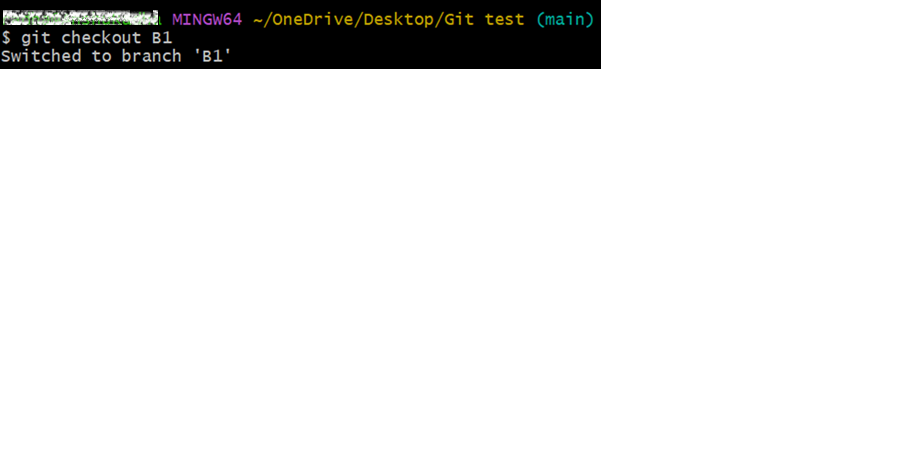 MINGW64 ~/OneDrive/Desktop/Git test (main)
$ git checkout B1
Switched to branch 'B1'